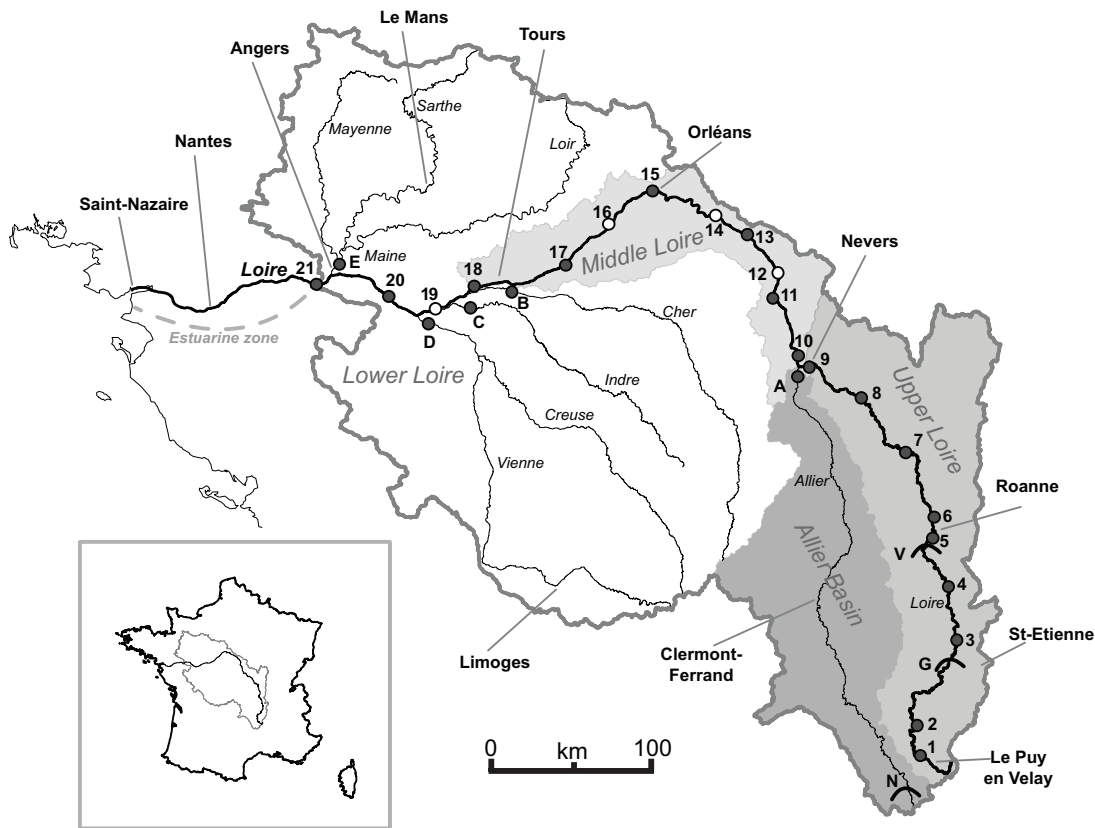 Le Mans
Angers
Tours
Sarthe
Mayenne
Loir
Nantes
Orléans
15
Saint-Nazaire
16
14
13
Nevers
Middle Loire
17
E
Maine
Loire
21
20
18
19
12
11
B
C
D
Cher
Estuarine zone
10
9
A
Lower Loire
Indre
8
Upper Loire
Creuse
7
Vienne
Allier
Roanne
6
5
V
Allier Basin
4
Loire
St-Etienne
3
G
Limoges
Clermont-
Ferrand
2
1
0 km 100
Le Puy
en Velay
N